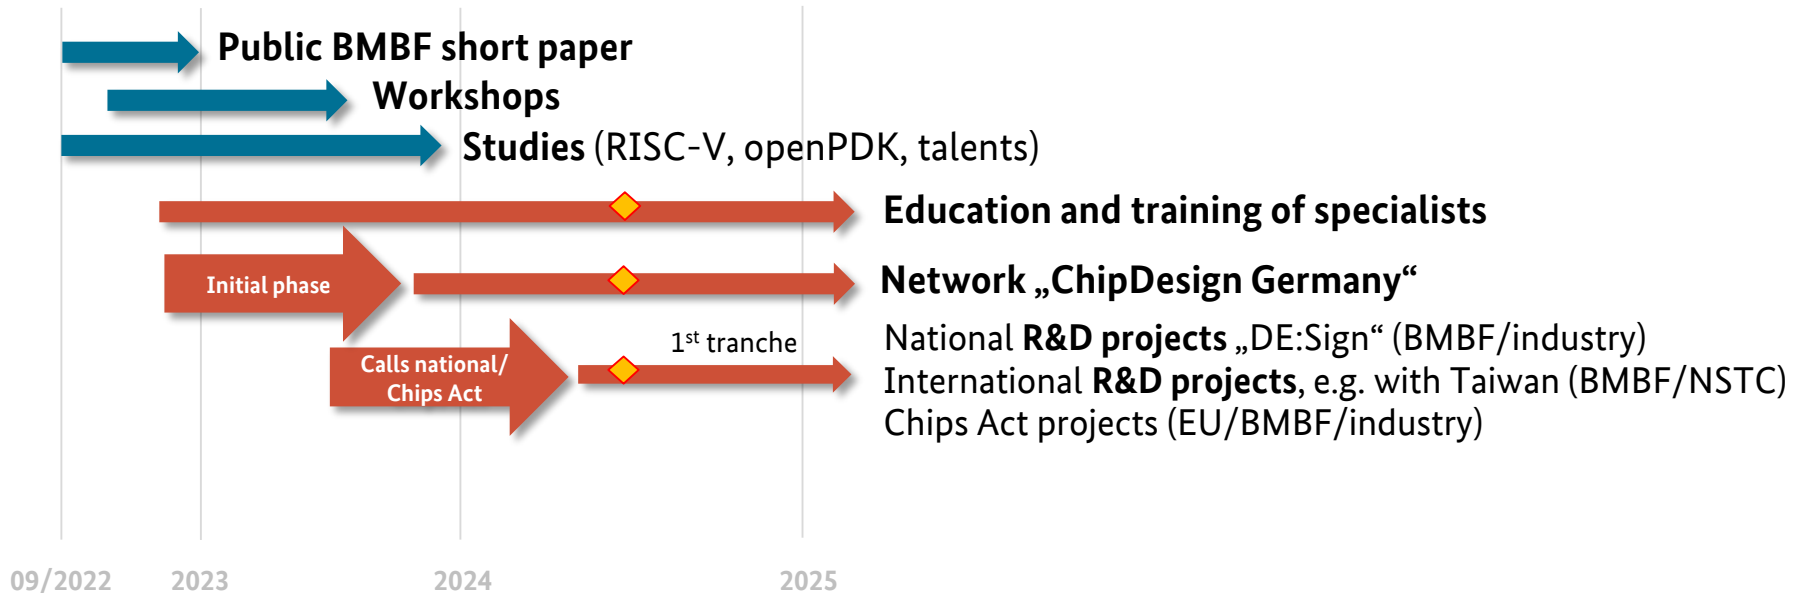 Public BMBF short paper
Workshops
Studies (RISC-V, openPDK, talents)
Education and training of specialists
Initial phase
Network „ChipDesign Germany“
Calls national/
Chips Act
1st tranche
National R&D projects „DE:Sign“ (BMBF/industry)
International R&D projects, e.g. with Taiwan (BMBF/NSTC)
Chips Act projects (EU/BMBF/industry)
09/2022 2023 2024 2025